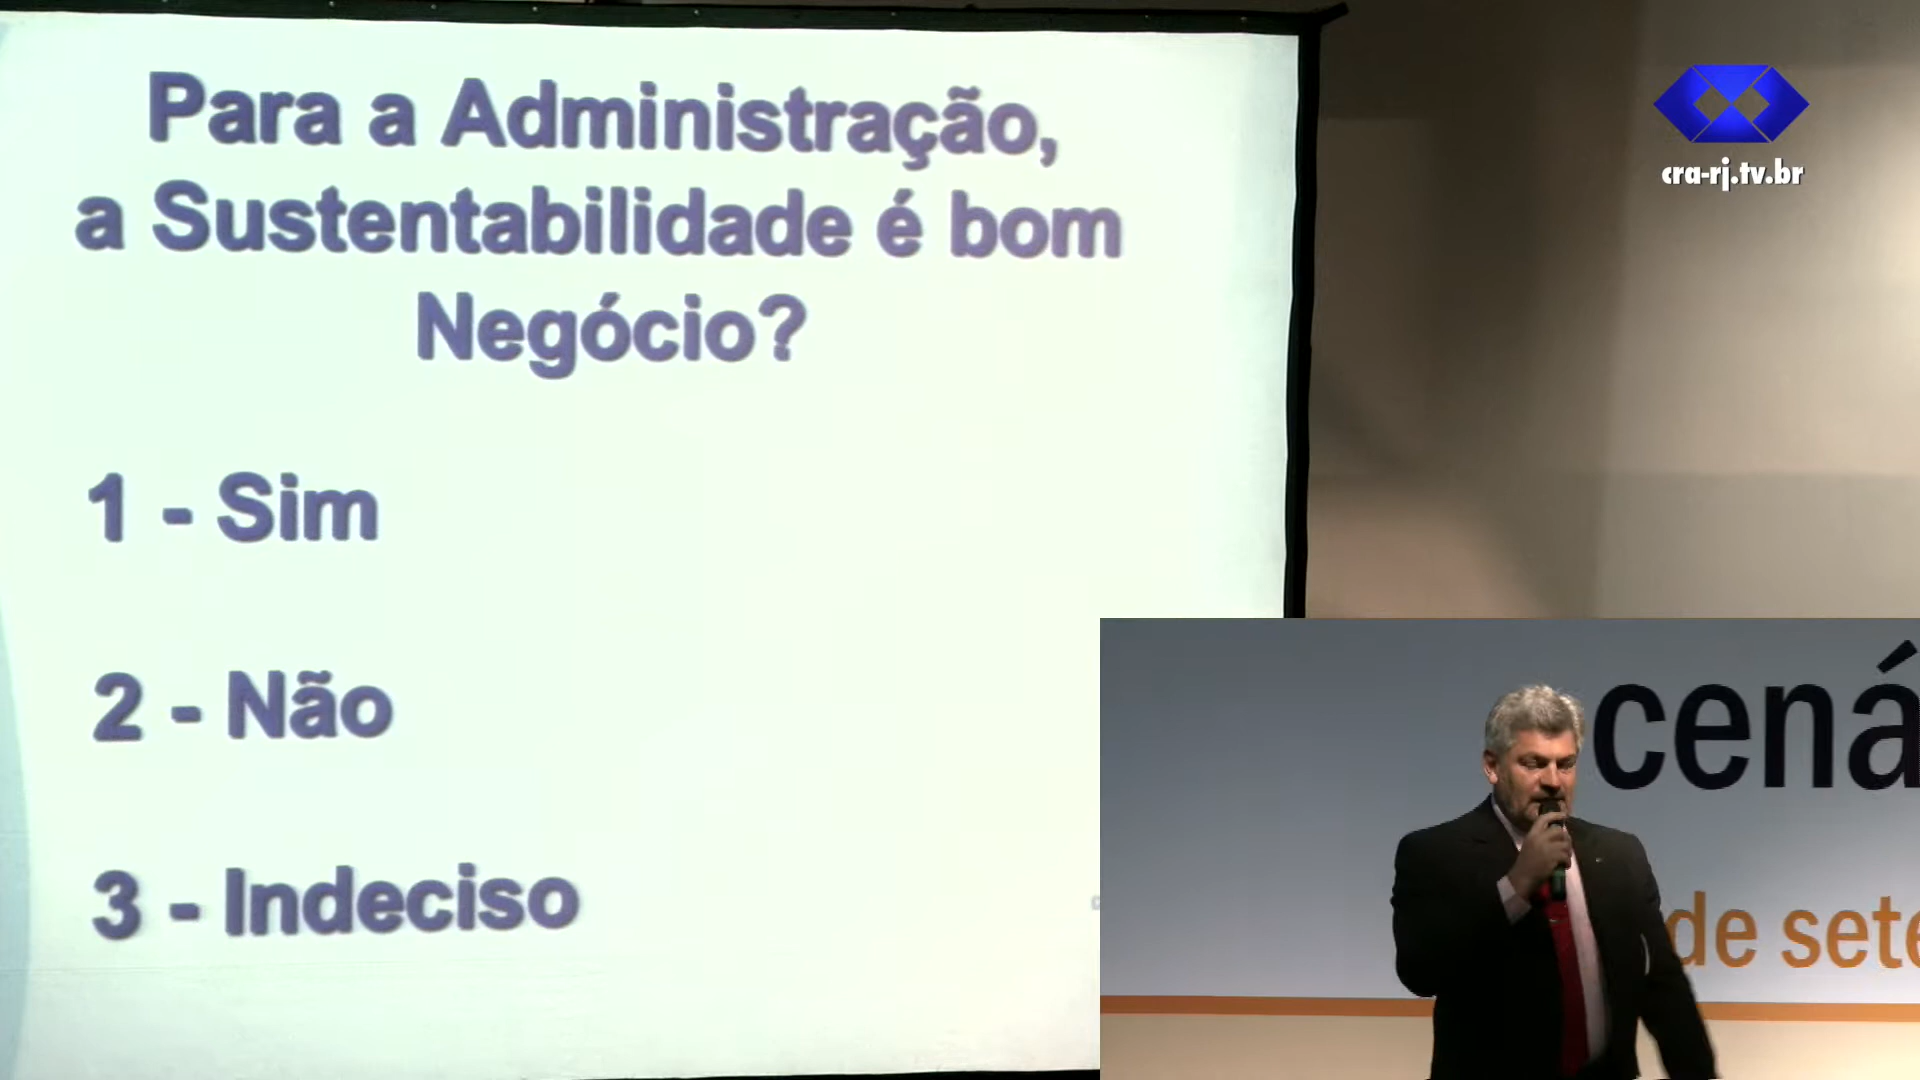 Para a Administração,
a Sustentabilidade é bom
Negócio?
1 - Sim
2 - Não
3 - Indeciso
cra-rj.tv.br
cená
de sete